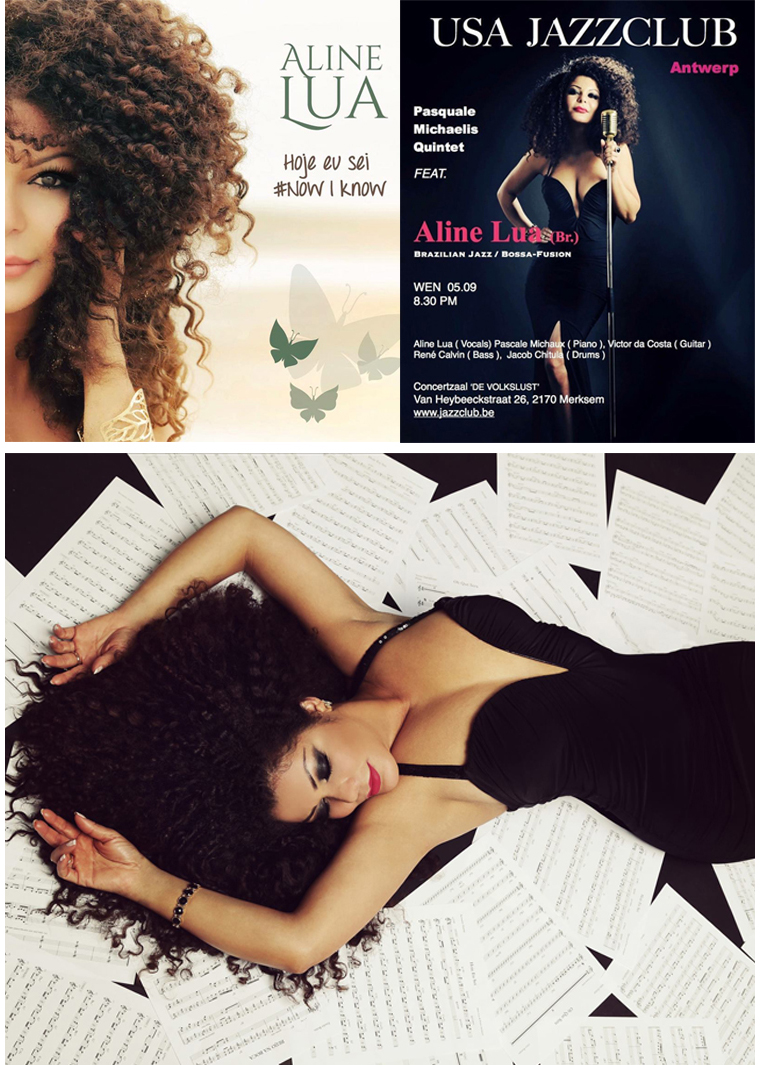 ALINE
LUA
Hoje eu sei
#Now I know
USA JAZZCLUB
Antwerp
Pasquale
Michaelis
Quintet
FEAT.
Aline Lua (Br.)
BRAZILIAN JAZZ / BOSSA-FUSION
WEN 05.09
8.30 PM
Aline Lua ( Vocals) Pascale Michaux ( Piano ), Victor da Costa ( Guitar )
René Calvin ( Bass ), Jacob Chitula ( Drums )
Concertzaal 'DE VOLKSLUST'
Van Heybeeckstraat 26, 2170 Merksem
www.jazzclub.be